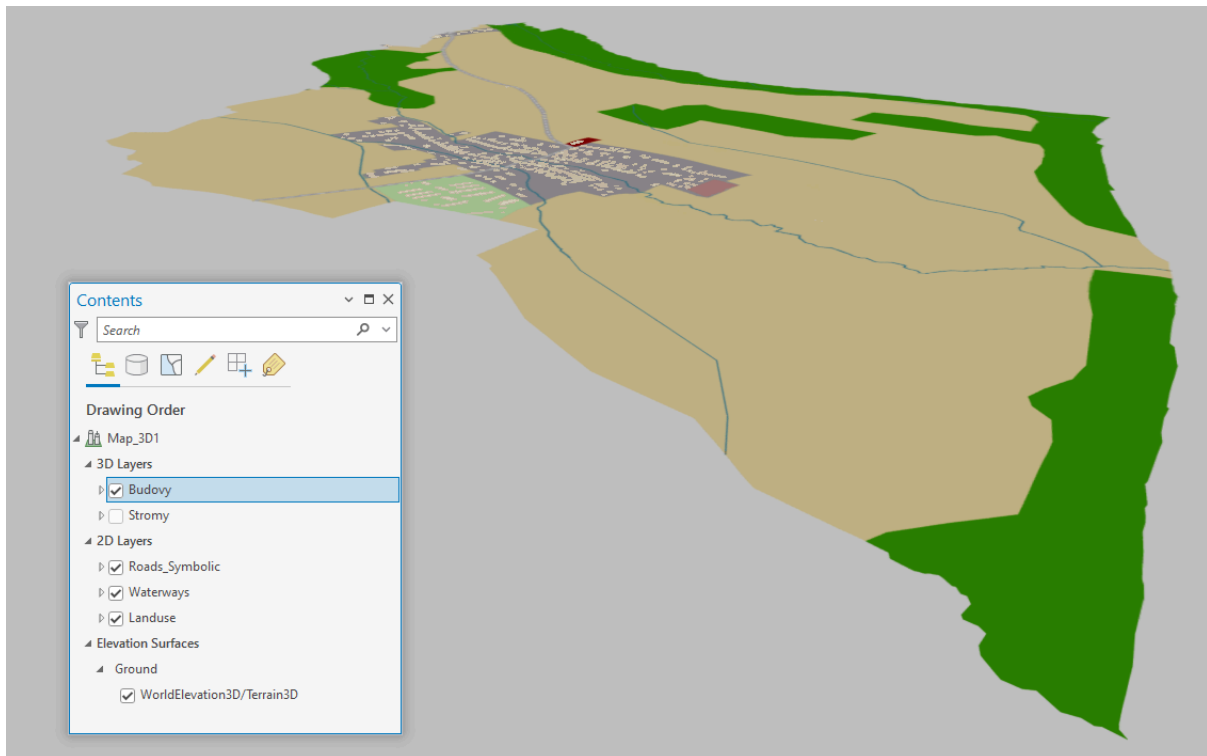 Contents
Search
Drawing Order
Map_3D1
3D Layers
Budovy
Stromy
2D Layers
Roads_Symbolic
Waterways
Landuse
Elevation Surfaces
Ground
WorldElevation3D/Terrain3D